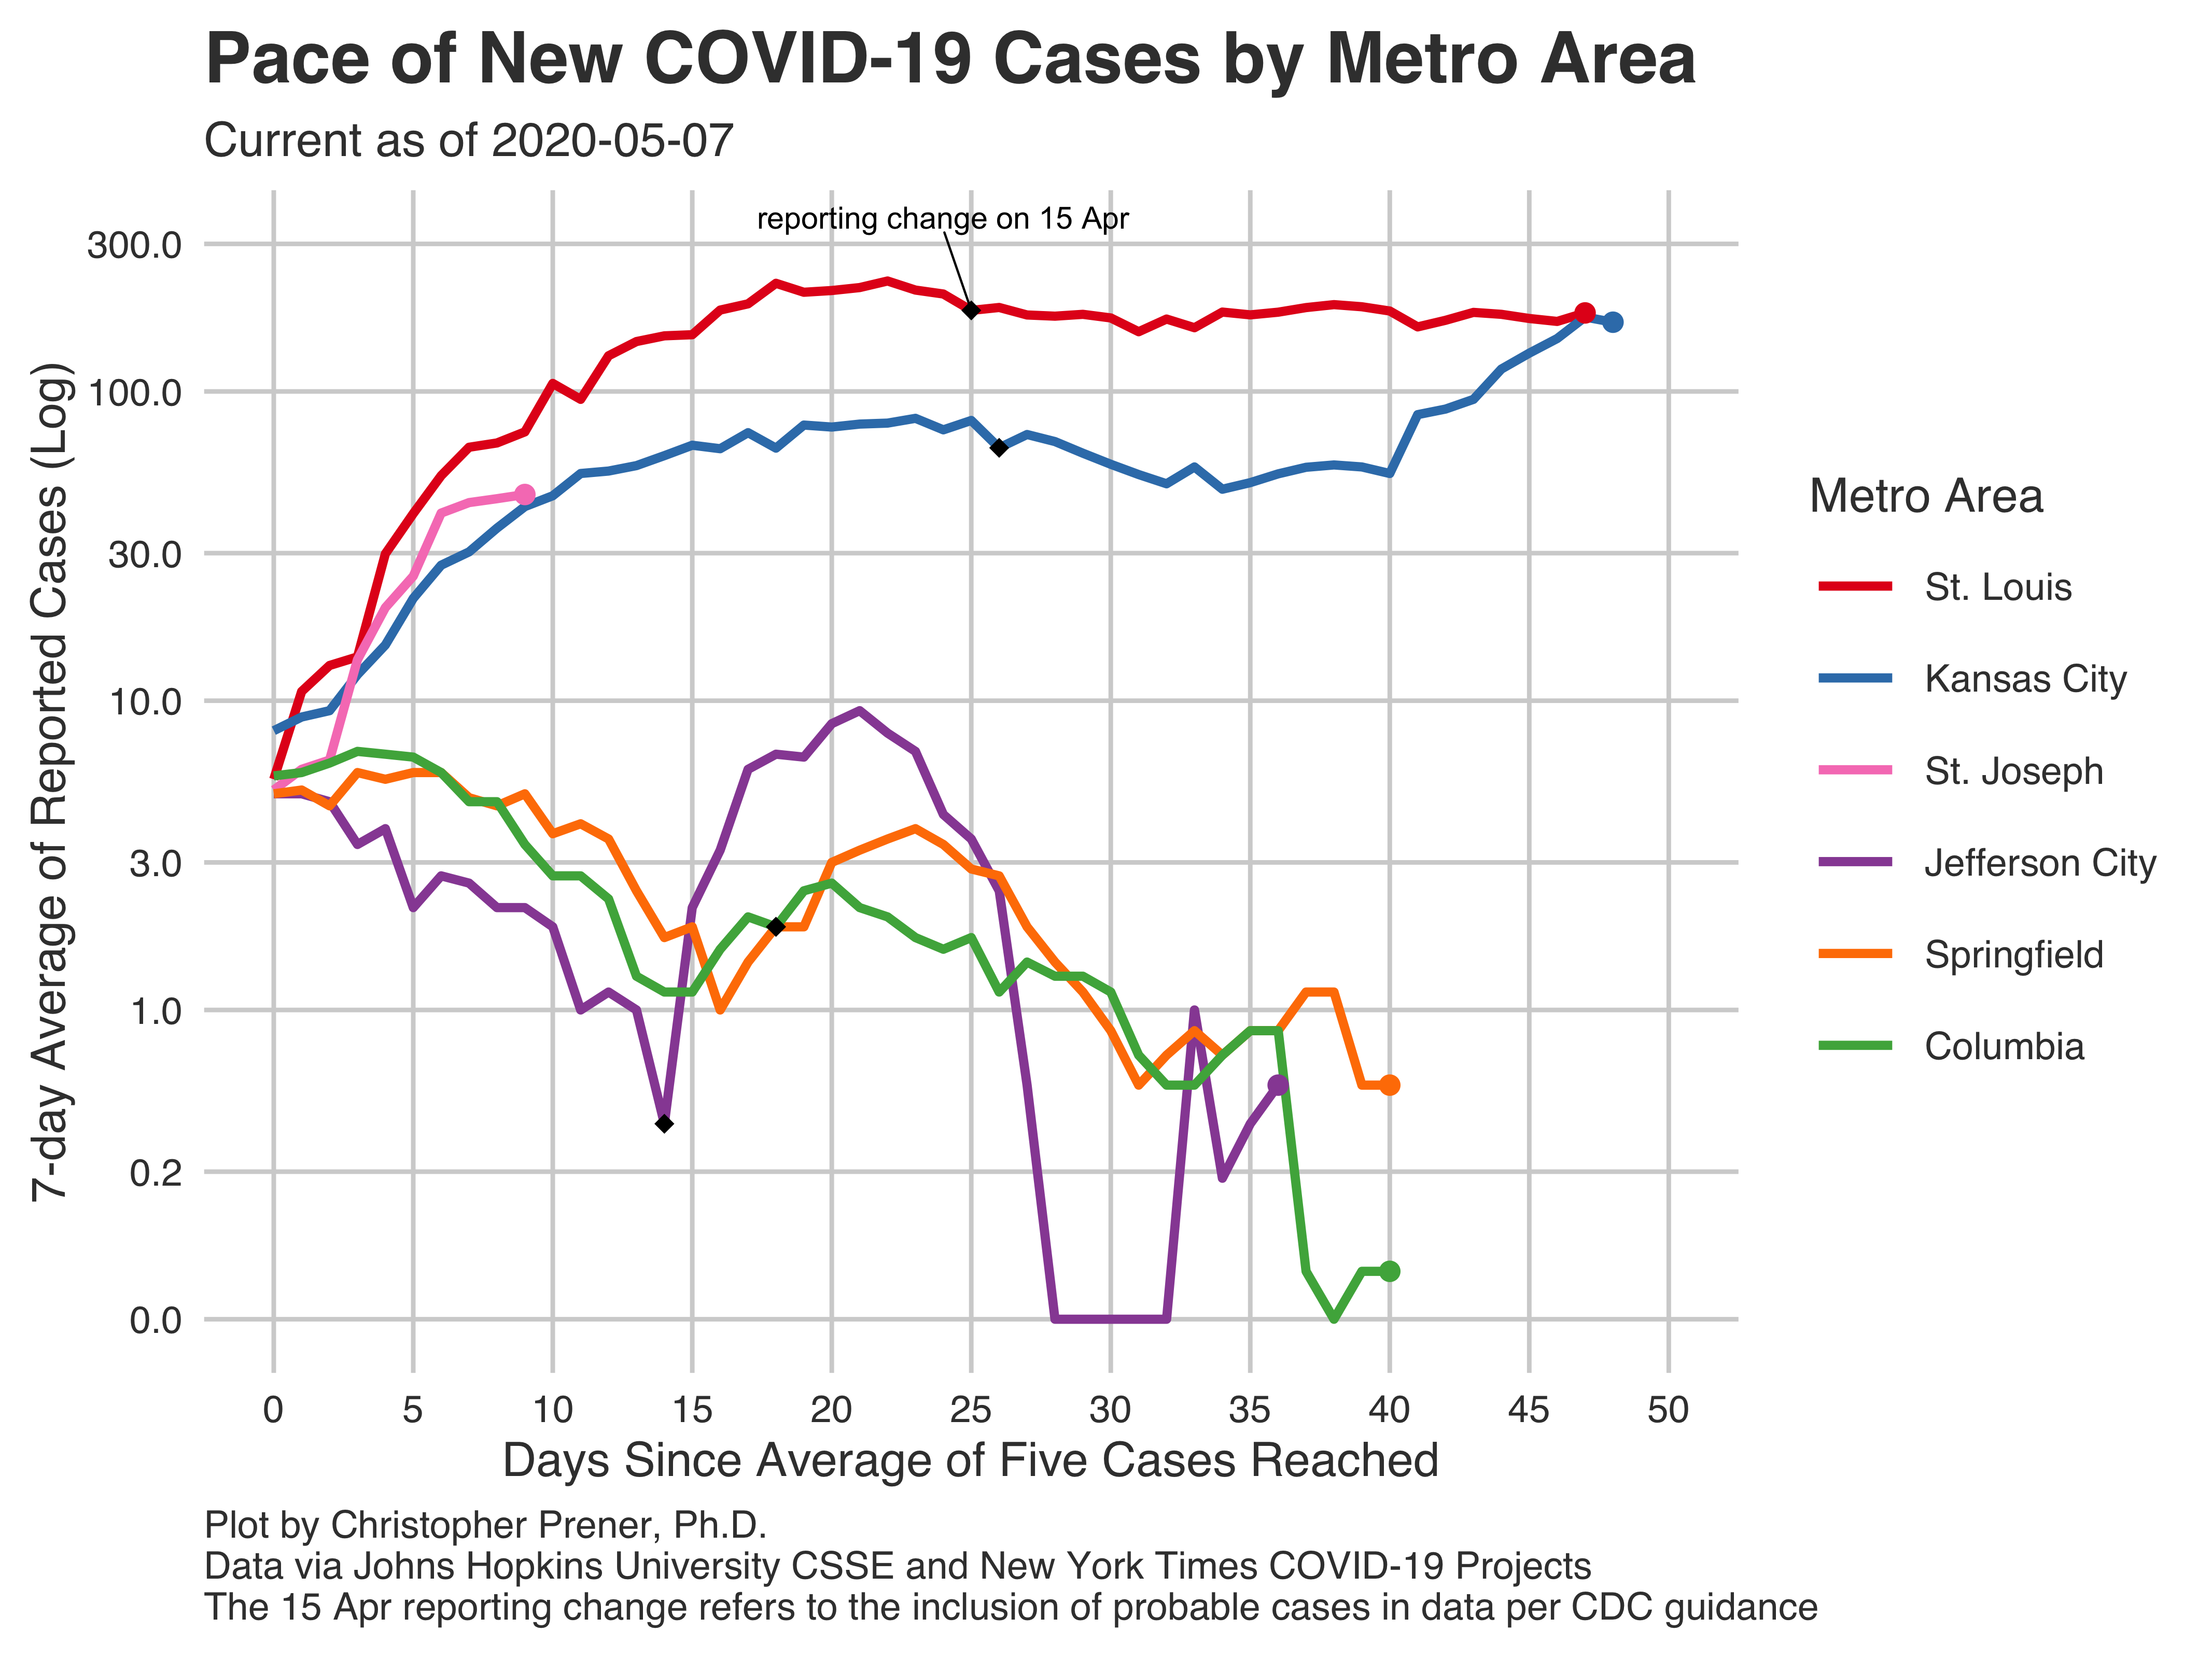 Pace of New COVID-19 Cases by Metro Area
Current as of 2020-05-07
reporting change on 15 Apr
7-day Average of Reported Cases (Log)
300.0
100.0
30.0
10.0
3.0
1.0
0.2
0.0
0 5 10 15 20 25 30 35 40 45 50
Days Since Average of Five Cases Reached
Metro Area
St. Louis
Kansas City
St. Joseph
Jefferson City
Springfield
Columbia
Plot by Christopher Prener, Ph.D.
Data via Johns Hopkins University CSSE and New York Times COVID-19 Projects
The 15 Apr reporting change refers to the inclusion of probable cases in data per CDC guidance